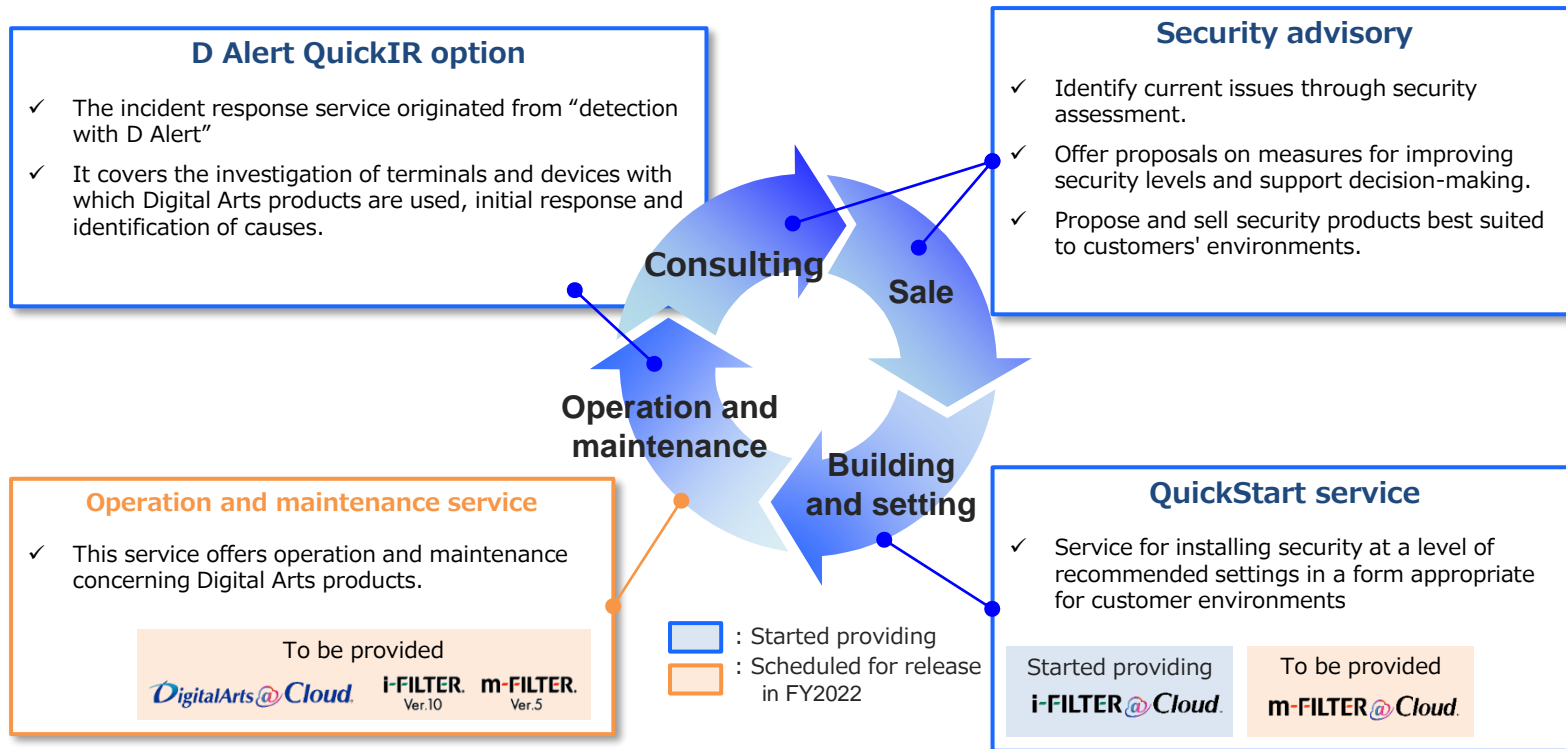 D Alert QuickIR option
✓ The incident response service originated from “detection
with D Alert”
✓ It covers the investigation of terminals and devices with
which Digital Arts products are used, initial response and
identification of causes.
Security advisory
✓ Identify current issues through security
assessment.
✓ Offer proposals on measures for improving
security levels and support decision-making.
✓ Propose and sell security products best suited
to customers' environments.
Consulting
Sale
Operation and
maintenance
Building
and setting
Operation and maintenance service
✓ This service offers operation and maintenance
concerning Digital Arts products.
To be provided
DigitalArts@Cloud.
i-FILTER.
Ver.10
m-FILTER.
Ver.5
: Started providing
: Scheduled for release
in FY2022
QuickStart service
✓ Service for installing security at a level of
recommended settings in a form appropriate
for customer environments
Started providing
i-FILTER@Cloud.
To be provided
m-FILTER@Cloud.